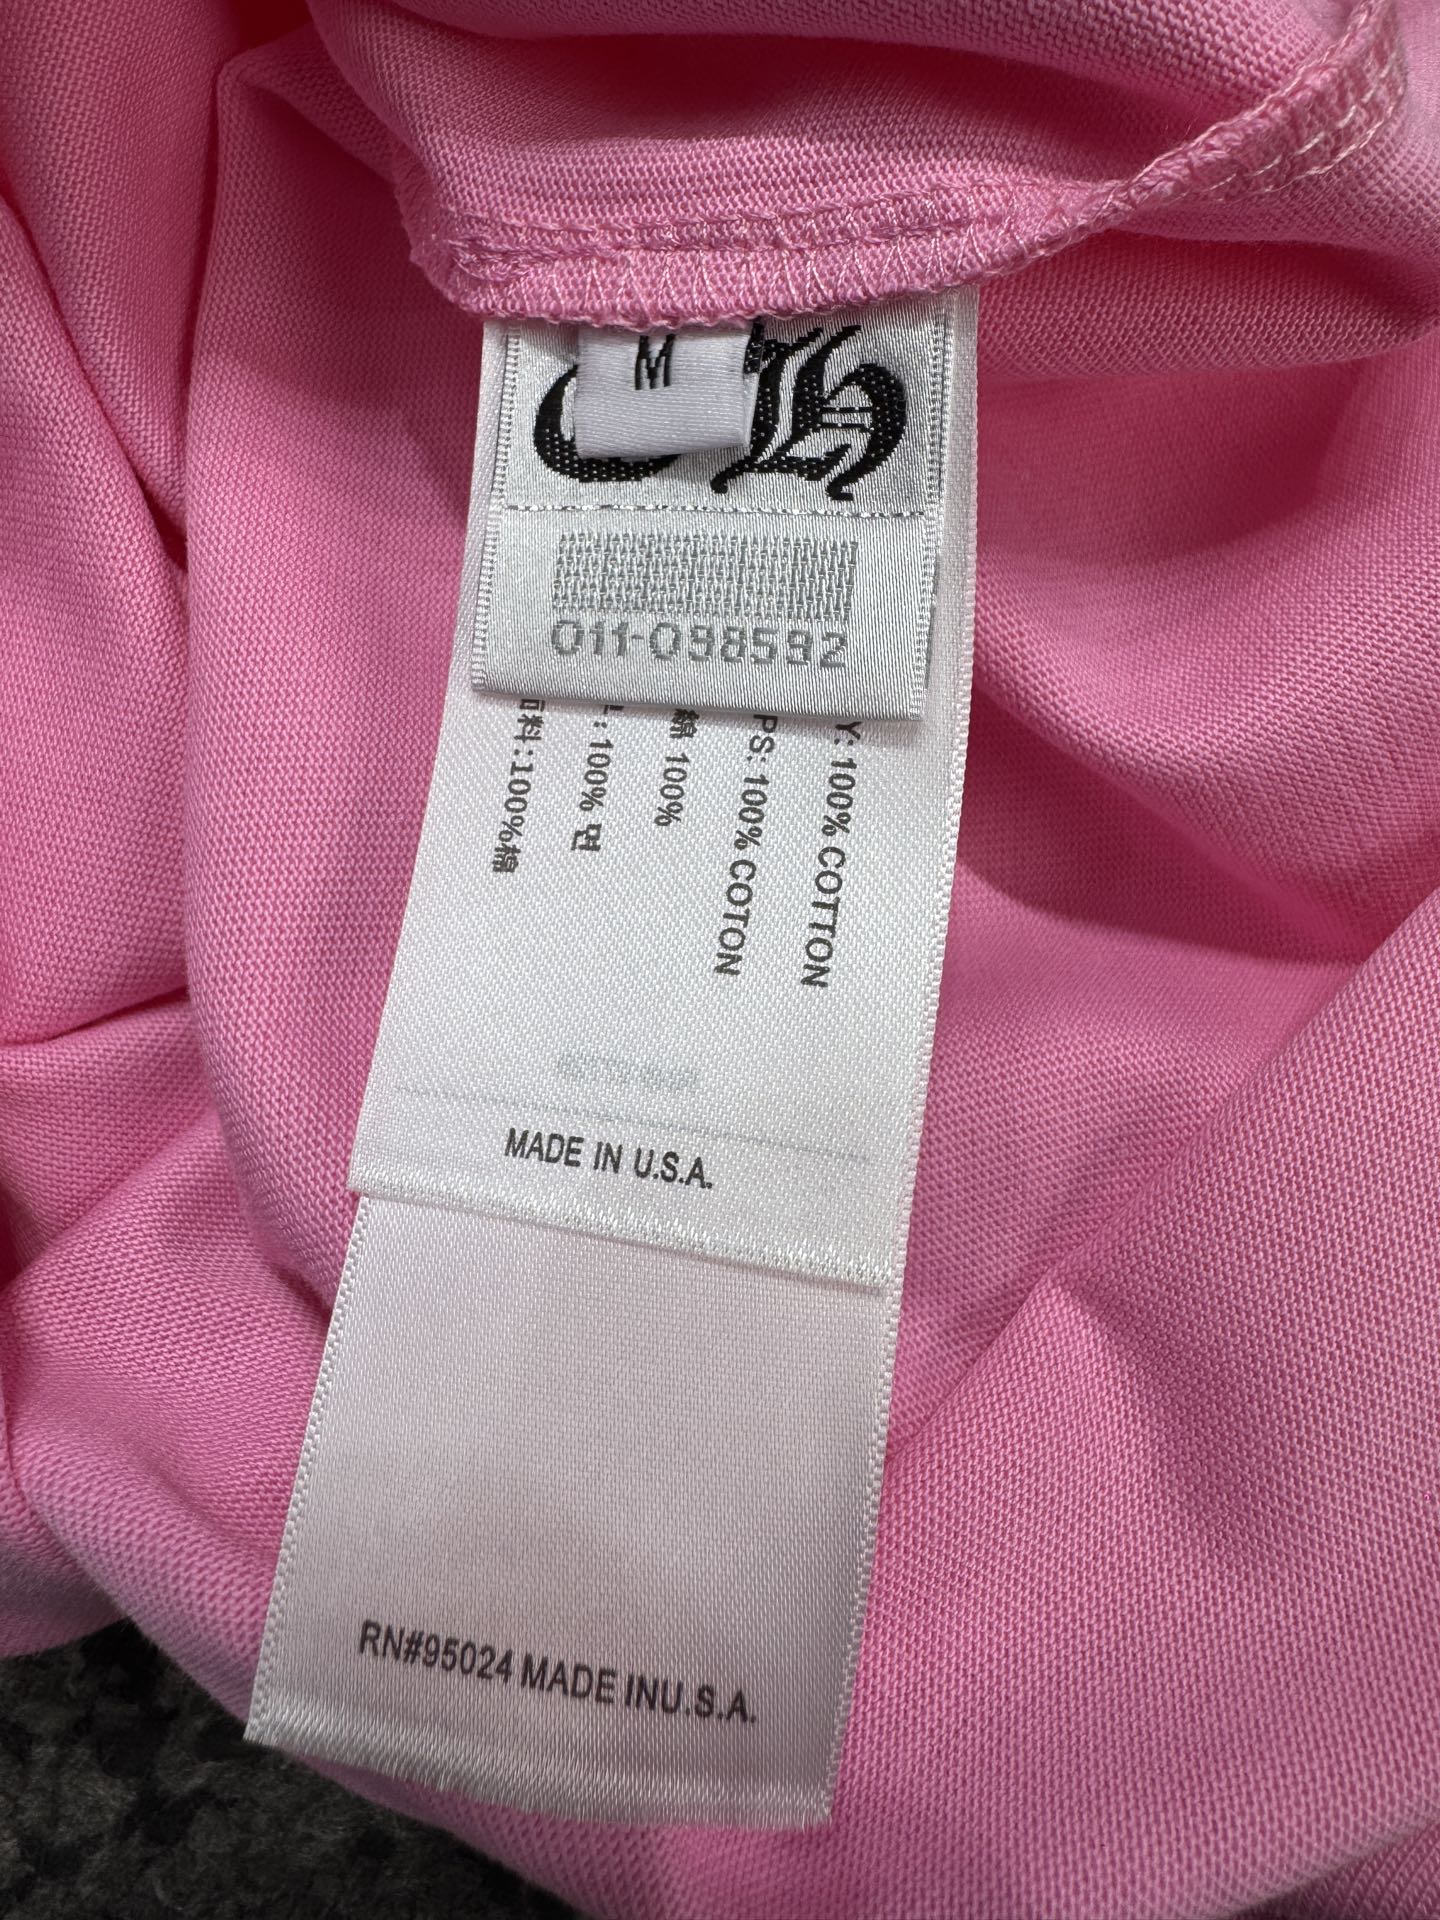 M
CH
011-098592
Y: 100% COTTON
PS: 100% COTON
綿 100%
: 100% 면
料:100%棉
MADE IN U.S.A.
RN#95024 MADE INU.S.A.